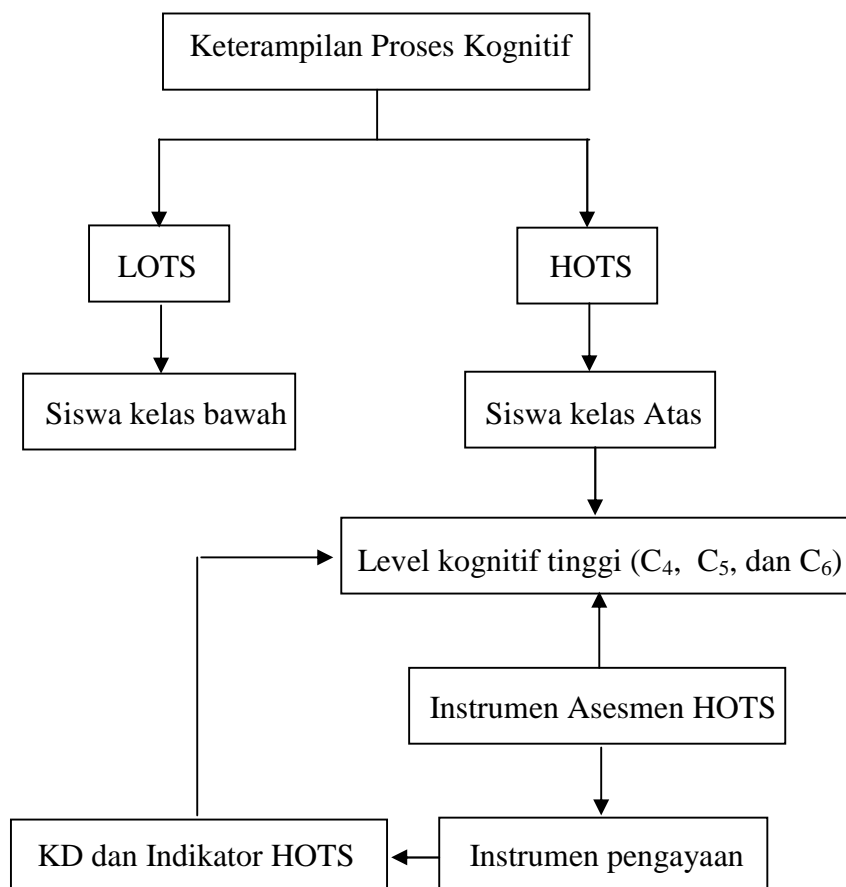 Keterampilan Proses Kognitif
LOTS
HOTS
Siswa kelas bawah
Siswa kelas Atas
Level kognitif tinggi (C₄, C₅, dan C₆)
Instrumen Asesmen HOTS
KD dan Indikator HOTS
Instrumen pengayaan